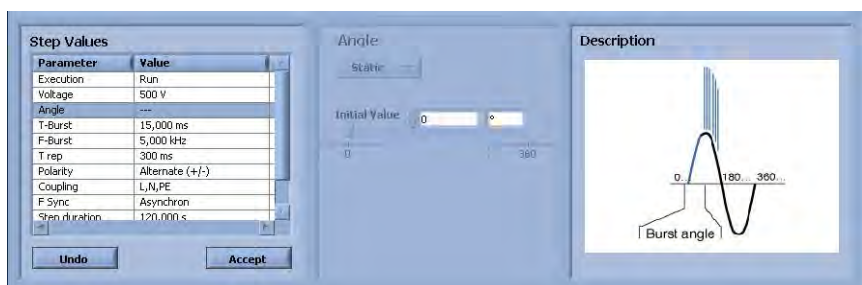 Step Values
Parameter Value
Execution Run
Voltage 500 V
Angle ---
T-Burst 15,000 ms
F-Burst 5,000 kHz
T rep 300 ms
Polarity Alternate (+/-)
Coupling L,N,PE
F Sync Asynchron
Step duration 120,000 s
Undo Accept
Angle
Static
Initial Value 0 °
0 360
Description
0... 180... 360...
Burst angle